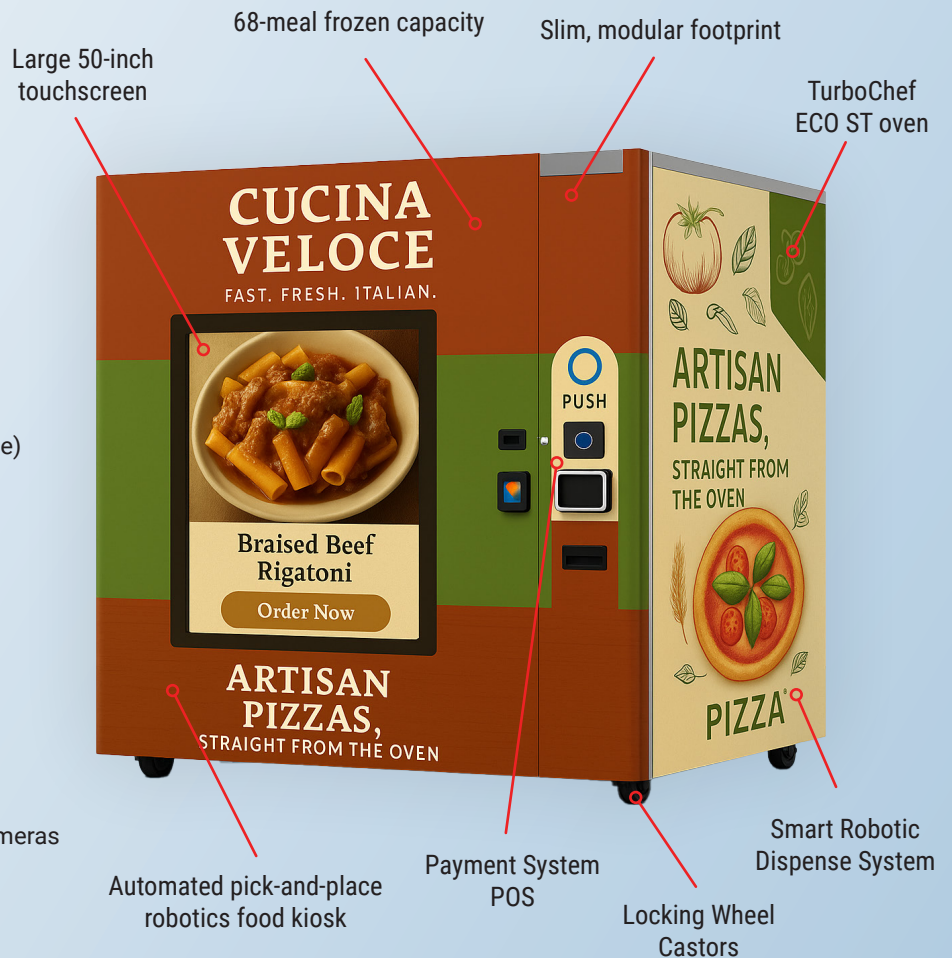 68-meal frozen capacity
Slim, modular footprint
Large 50-inch
touchscreen
TurboChef
ECO ST oven
CUCINA
VELOCE
FAST. FRESH. ITALIAN.
Braised Beef
Rigatoni
Order Now
ARTISAN
PIZZAS,
STRAIGHT FROM THE OVEN
PUSH
ARTISAN
PIZZAS,
STRAIGHT FROM
THE OVEN
PIZZA
e)
meras
Automated pick-and-place
robotics food kiosk
Payment System
POS
Locking Wheel
Castors
Smart Robotic
Dispense System